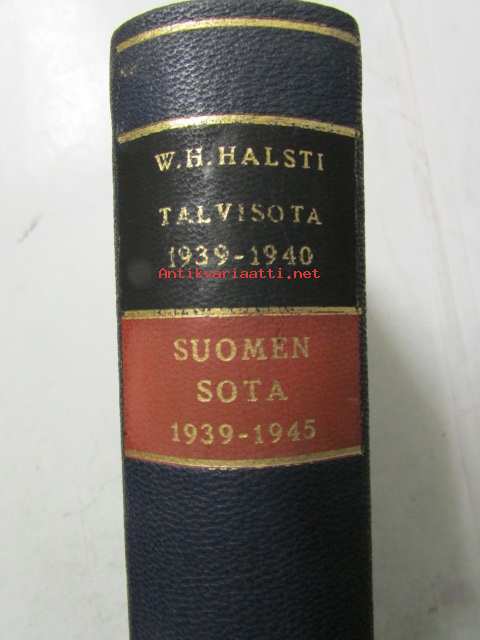 W.H.HALSTI
TALVISOTA
1939-1940
Antikvariaatti.net
SUOMEN
SOTA
1939-1945